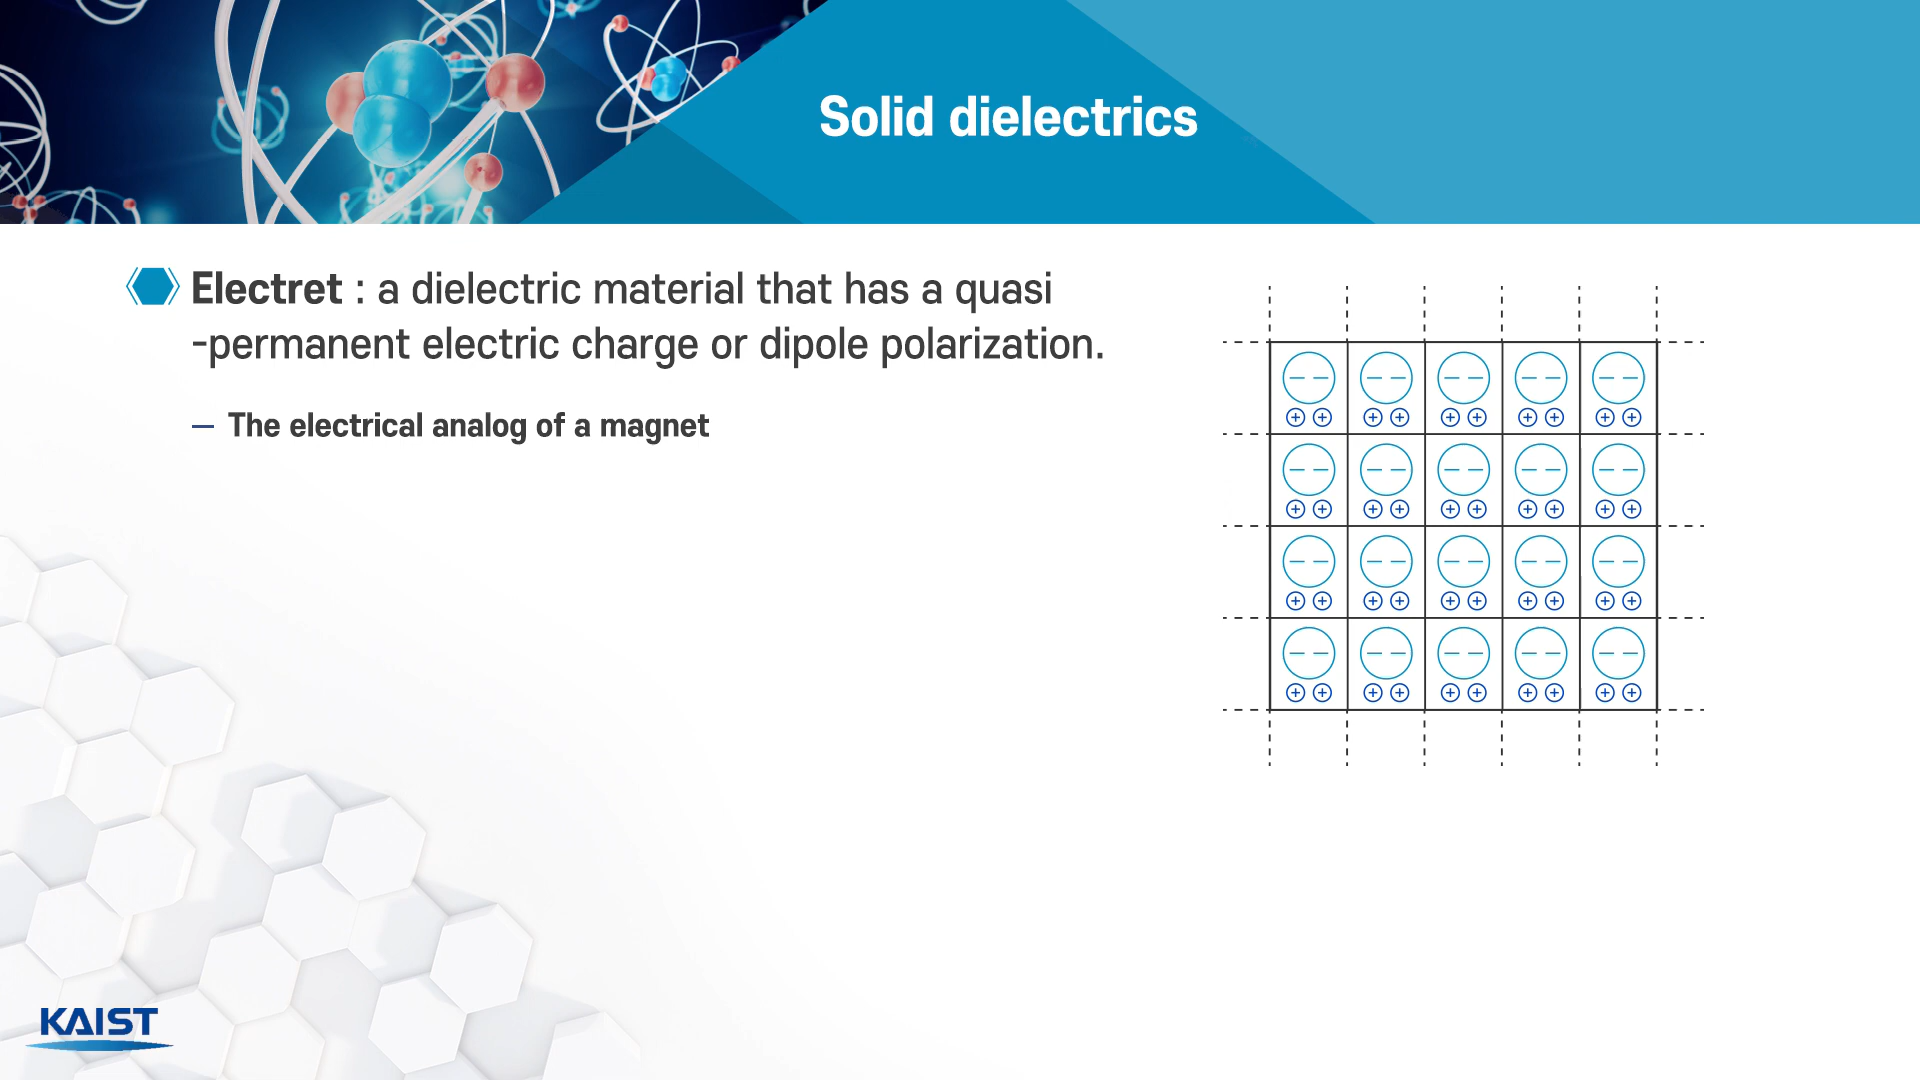 Solid dielectrics
Electret : a dielectric material that has a quasi
-permanent electric charge or dipole polarization.
— The electrical analog of a magnet
− − − − − − − − − −
+ + + + + + + + + +
− − − − − − − − − −
+ + + + + + + + + +
− − − − − − − − − −
+ + + + + + + + + +
− − − − − − − − − −
+ + + + + + + + + +
KAIST